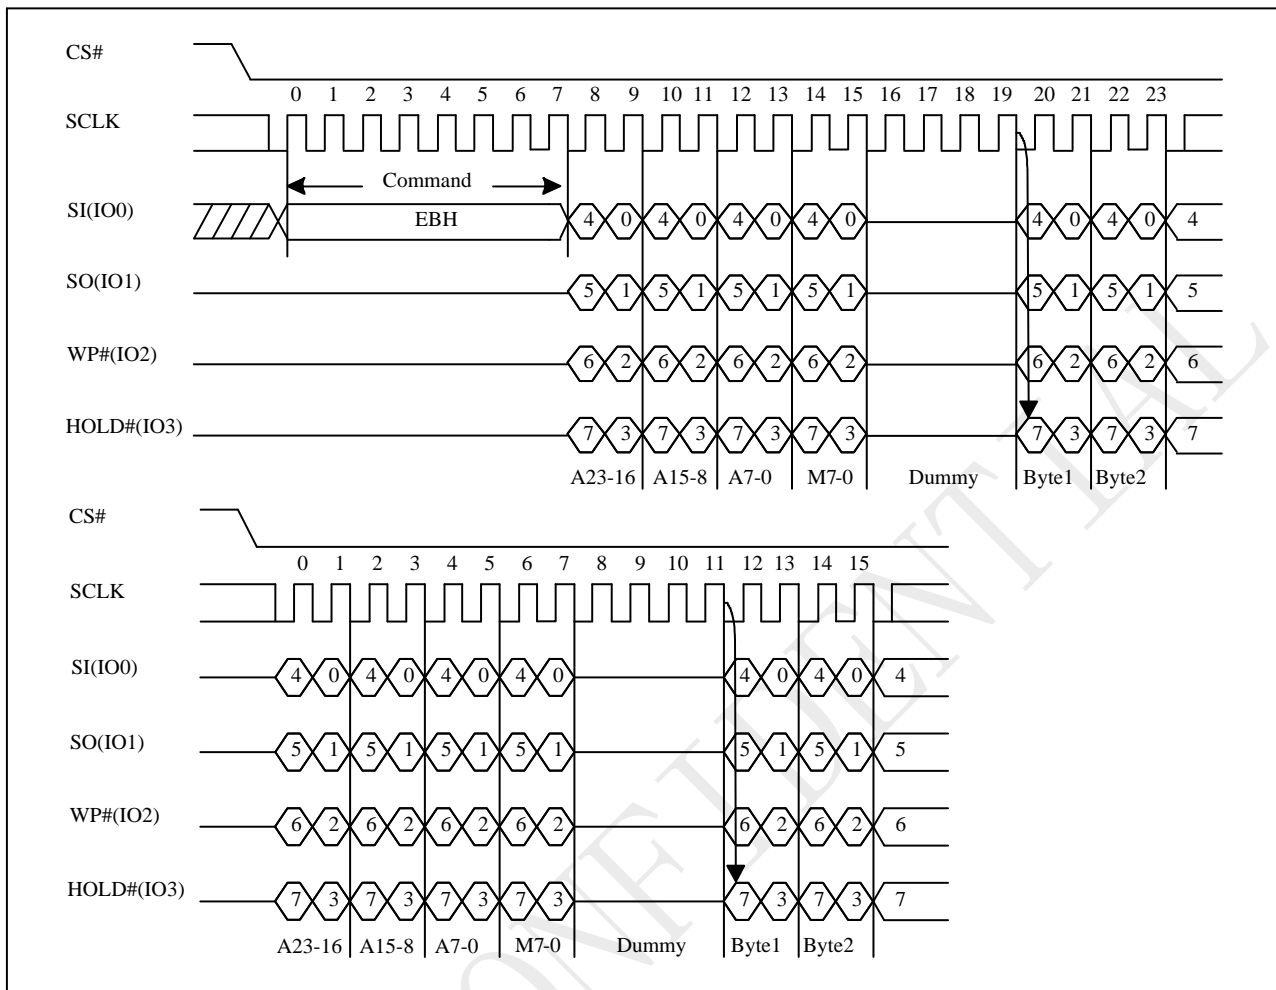 CS#
0 1 2 3 4 5 6 7 8 9 10 11 12 13 14 15 16 17 18 19 20 21 22 23
SCLK
Command
SI(IO0) EBH 4 0 4 0 4 0 4 0 4 0 4 0 4
SO(IO1) 5 1 5 1 5 1 5 1 5 1 5 1 5
WP#(IO2) 6 2 6 2 6 2 6 2 6 2 6 2 6
HOLD#(IO3) 7 3 7 3 7 3 7 3 7 3 7 3 7
A23-16 A15-8 A7-0 M7-0 Dummy Byte1 Byte2
CS#
0 1 2 3 4 5 6 7 8 9 10 11 12 13 14 15
SCLK
SI(IO0) 4 0 4 0 4 0 4 0 4 0 4 0 4
SO(IO1) 5 1 5 1 5 1 5 1 5 1 5 1 5
WP#(IO2) 6 2 6 2 6 2 6 2 6 2 6 2 6
HOLD#(IO3) 7 3 7 3 7 3 7 3 7 3 7 3 7
A23-16 A15-8 A7-0 M7-0 Dummy Byte1 Byte2
ONFIDENTIAL